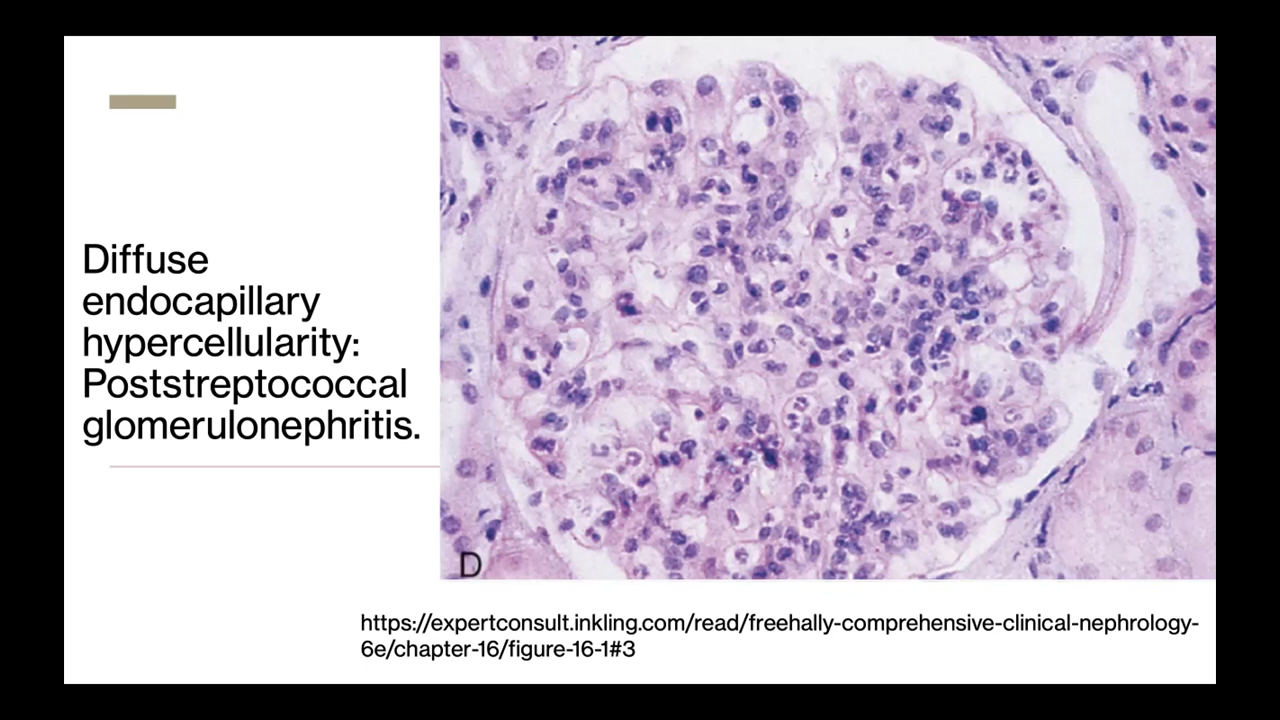 Diffuse
endocapillary
hypercellularity:
Poststreptococcal
glomerulonephritis.
D
https://expertconsult.inkling.com/read/freehally-comprehensive-clinical-nephrology-
6e/chapter-16/figure-16-1#3